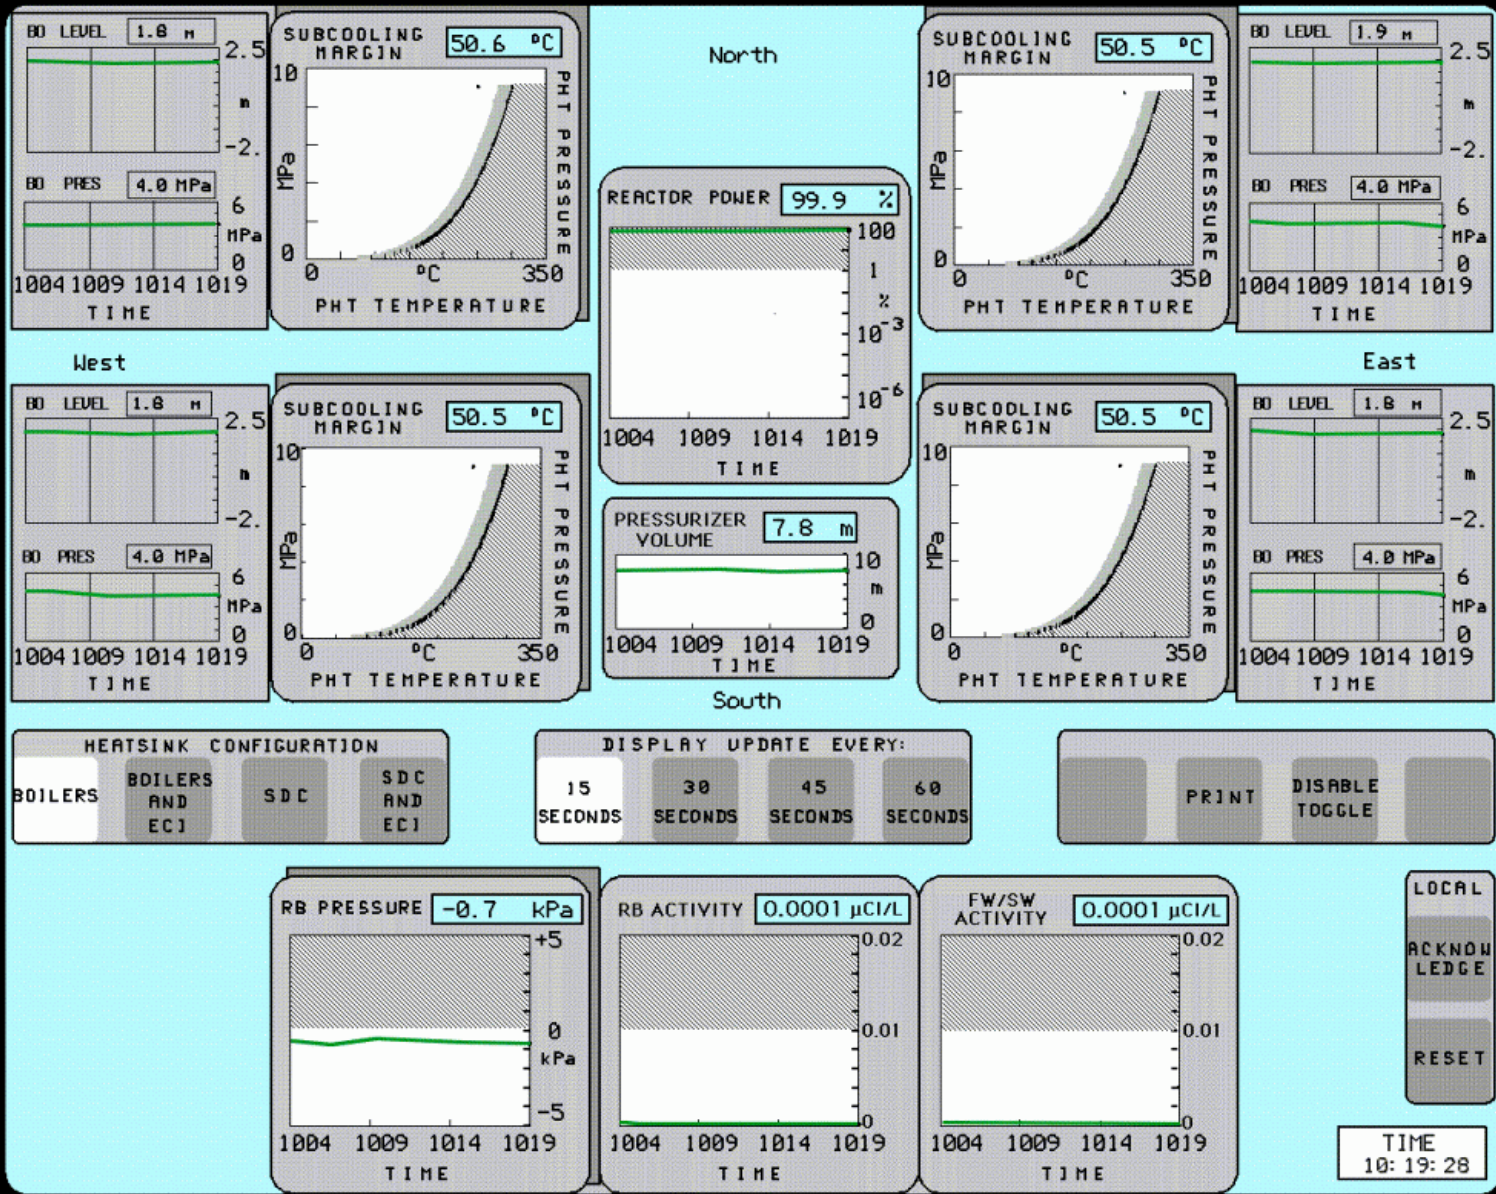 BO LEVEL 1.8 m
2.5
m
-2.
BO PRES 4.0 MPa
6
MPa
0
1004 1009 1014 1019
TIME
SUBCOOLING
MARGIN
50.6 ºC
10
MPa
0
0 ºC 350
PHT TEMPERATURE
PHT PRESSURE
North
REACTOR POWER 99.9 %
100
1
%
10-3
10-6
1004 1009 1014 1019
TIME
SUBCOOLING
MARGIN
50.5 ºC
10
MPa
0
0 ºC 350
PHT TEMPERATURE
PHT PRESSURE
BO LEVEL 1.9 m
2.5
m
-2.
BO PRES 4.0 MPa
6
MPa
0
1004 1009 1014 1019
TIME
West
East
BO LEVEL 1.8 m
2.5
m
-2.
BO PRES 4.0 MPa
6
MPa
0
1004 1009 1014 1019
TIME
SUBCOOLING
MARGIN
50.5 ºC
10
MPa
0
0 ºC 350
PHT TEMPERATURE
PHT PRESSURE
PRESSURIZER
VOLUME
7.8 m
10
m
0
1004 1009 1014 1019
TIME
South
SUBCOOLING
MARGIN
50.5 ºC
10
MPa
0
0 ºC 350
PHT TEMPERATURE
PHT PRESSURE
BO LEVEL 1.8 m
2.5
m
-2.
BO PRES 4.0 MPa
6
MPa
0
1004 1009 1014 1019
TIME
HEATSINK CONFIGURATION
BOILERS
BOILERS
AND
ECI
SDC
SDC
AND
ECI
DISPLAY UPDATE EVERY:
15
SECONDS
30
SECONDS
45
SECONDS
60
SECONDS
PRINT
DISABLE
TOGGLE
RB PRESSURE -0.7 kPa
+5
0
kPa
-5
1004 1009 1014 1019
TIME
RB ACTIVITY 0.0001 µCI/L
0.02
0.01
0
1004 1009 1014 1019
TIME
FW/SW
ACTIVITY
0.0001 µCI/L
0.02
0.01
0
1004 1009 1014 1019
TIME
LOCAL
ACKNOW
LEDGE
RESET
TIME
10:19:28